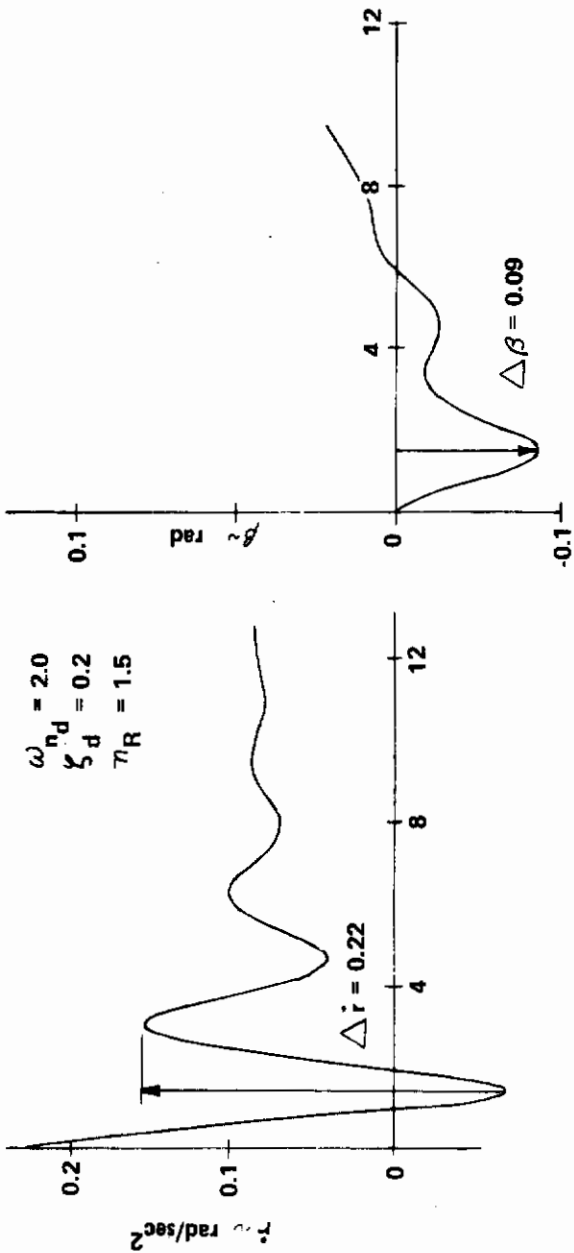 ω_nd = 2.0
ζ_d = 0.2
η_R = 1.5
ṙ ~ rad/sec²
0.2
0.1
0
4
8
12
Δṙ = 0.22
β ~ rad
0.1
0
-0.1
4
8
12
Δβ = 0.09